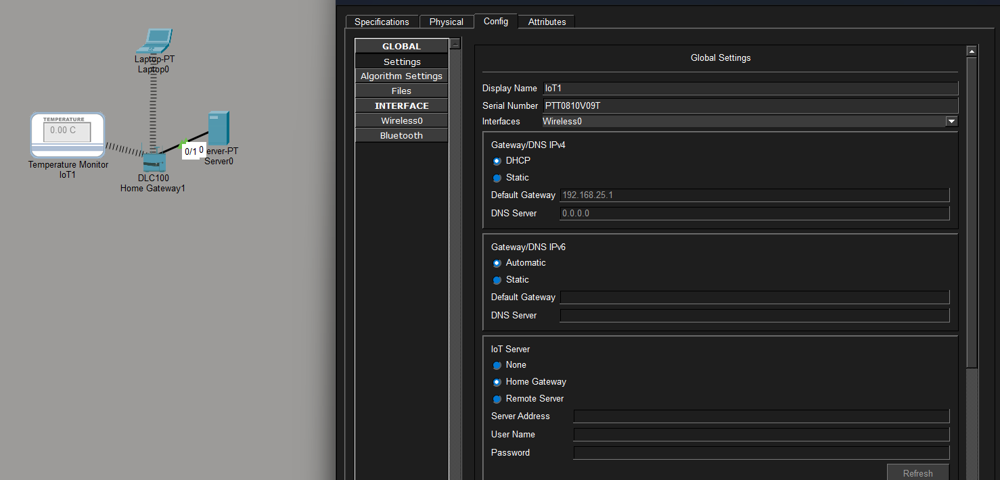 Laptop-PT
Laptop0
TEMPERATURE
0.00 C
Temperature Monitor
IoT1
0/1
0
erver-PT
Server0
DLC100
Home Gateway1
Specifications
Physical
Config
Attributes
GLOBAL
Settings
Algorithm Settings
Files
INTERFACE
Wireless0
Bluetooth
Global Settings
Display Name IoT1
Serial Number PTT0810V09T
Interfaces Wireless0
Gateway/DNS IPv4
DHCP
Static
Default Gateway 192.168.25.1
DNS Server 0.0.0.0
Gateway/DNS IPv6
Automatic
Static
Default Gateway
DNS Server
IoT Server
None
Home Gateway
Remote Server
Server Address
User Name
Password
Refresh